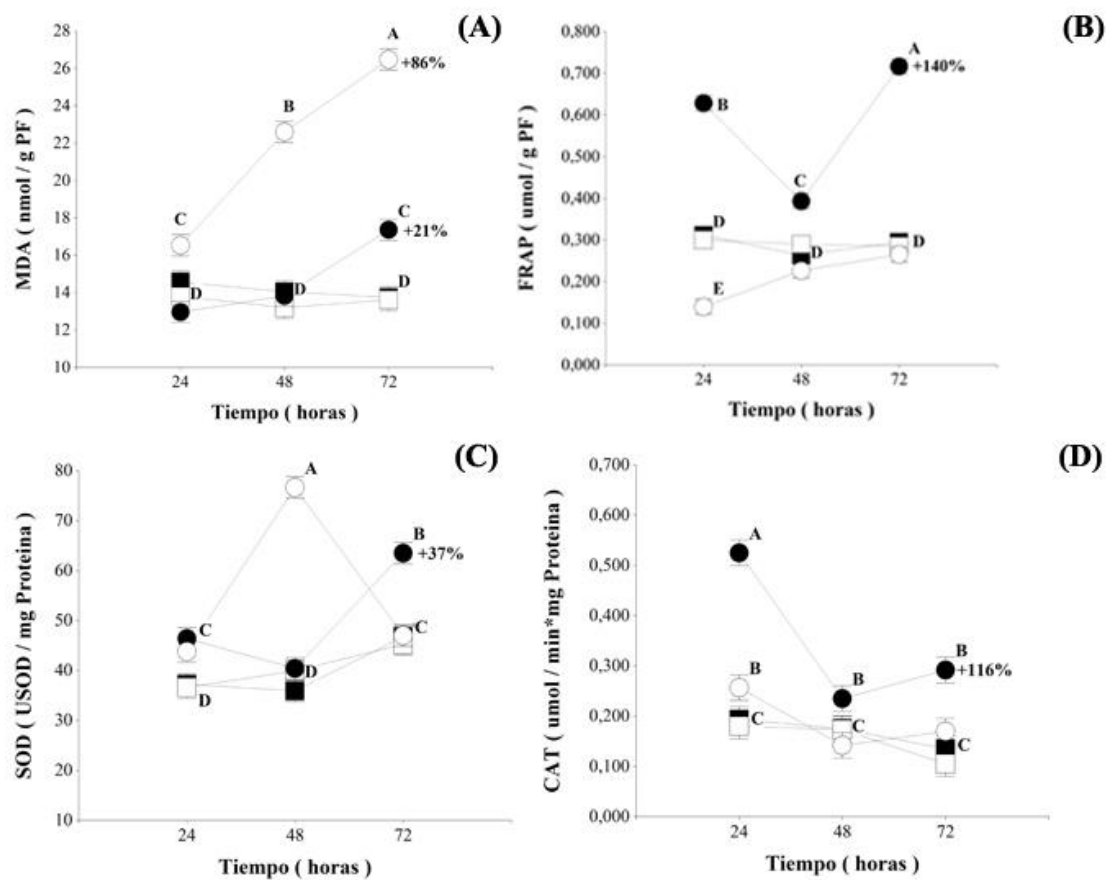 (A)
MDA ( nmol / g PF )
28
26
24
22
20
18
16
14
12
10
A
+86%
B
C
C
+21%
D
D
D
24
48
72
Tiempo ( horas )
(B)
FRAP ( umol / g PF )
0,800
0,700
0,600
0,500
0,400
0,300
0,200
0,100
0,000
A
+140%
B
C
D
D
D
E
24
48
72
Tiempo ( horas )
(C)
SOD ( USOD / mg Proteina )
80
70
60
50
40
30
20
10
A
B
+37%
C
C
D
D
24
48
72
Tiempo ( horas )
(D)
CAT ( umol / min*mg Proteina )
0,700
0,600
0,500
0,400
0,300
0,200
0,100
0,000
A
B
B
B
+116%
C
C
C
24
48
72
Tiempo ( horas )